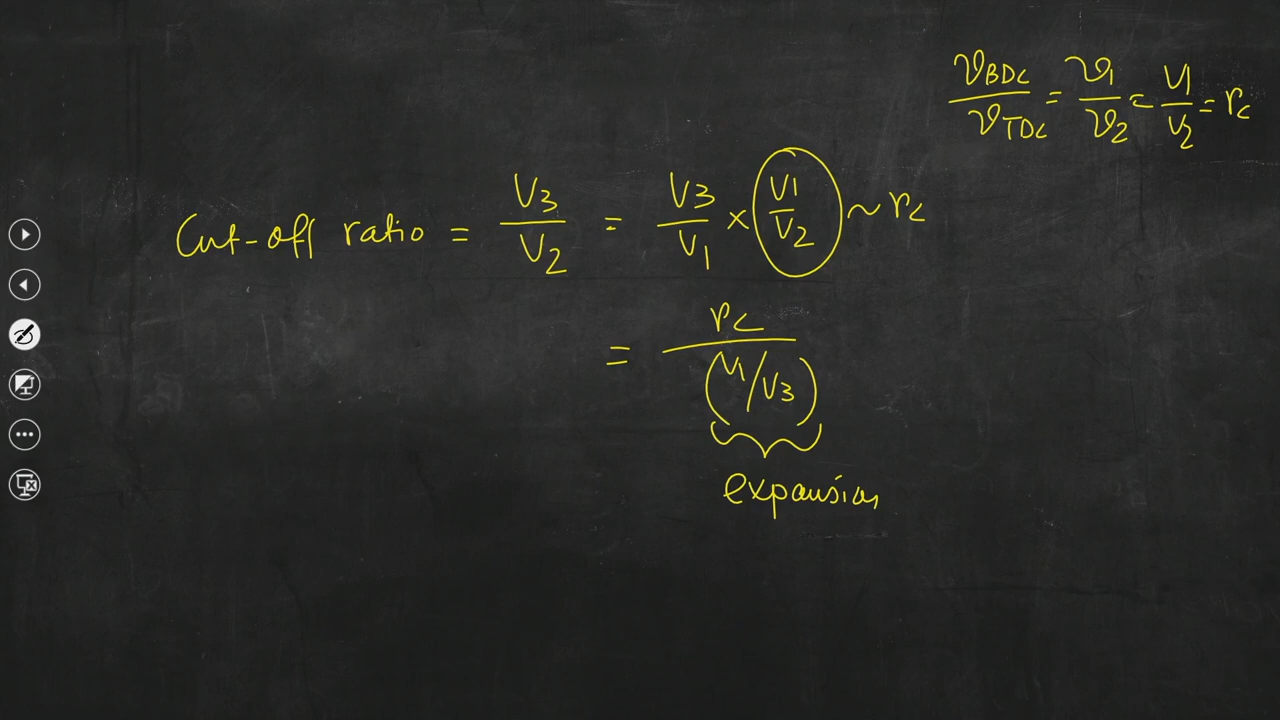 𝒱BDC/𝒱TDC = 𝒱1/𝒱2 = V1/V2 = rc
Cut-off ratio = V3/V2 = V3/V1 × V1/V2 ~ rc
= rc/(V1/V3)
expansion